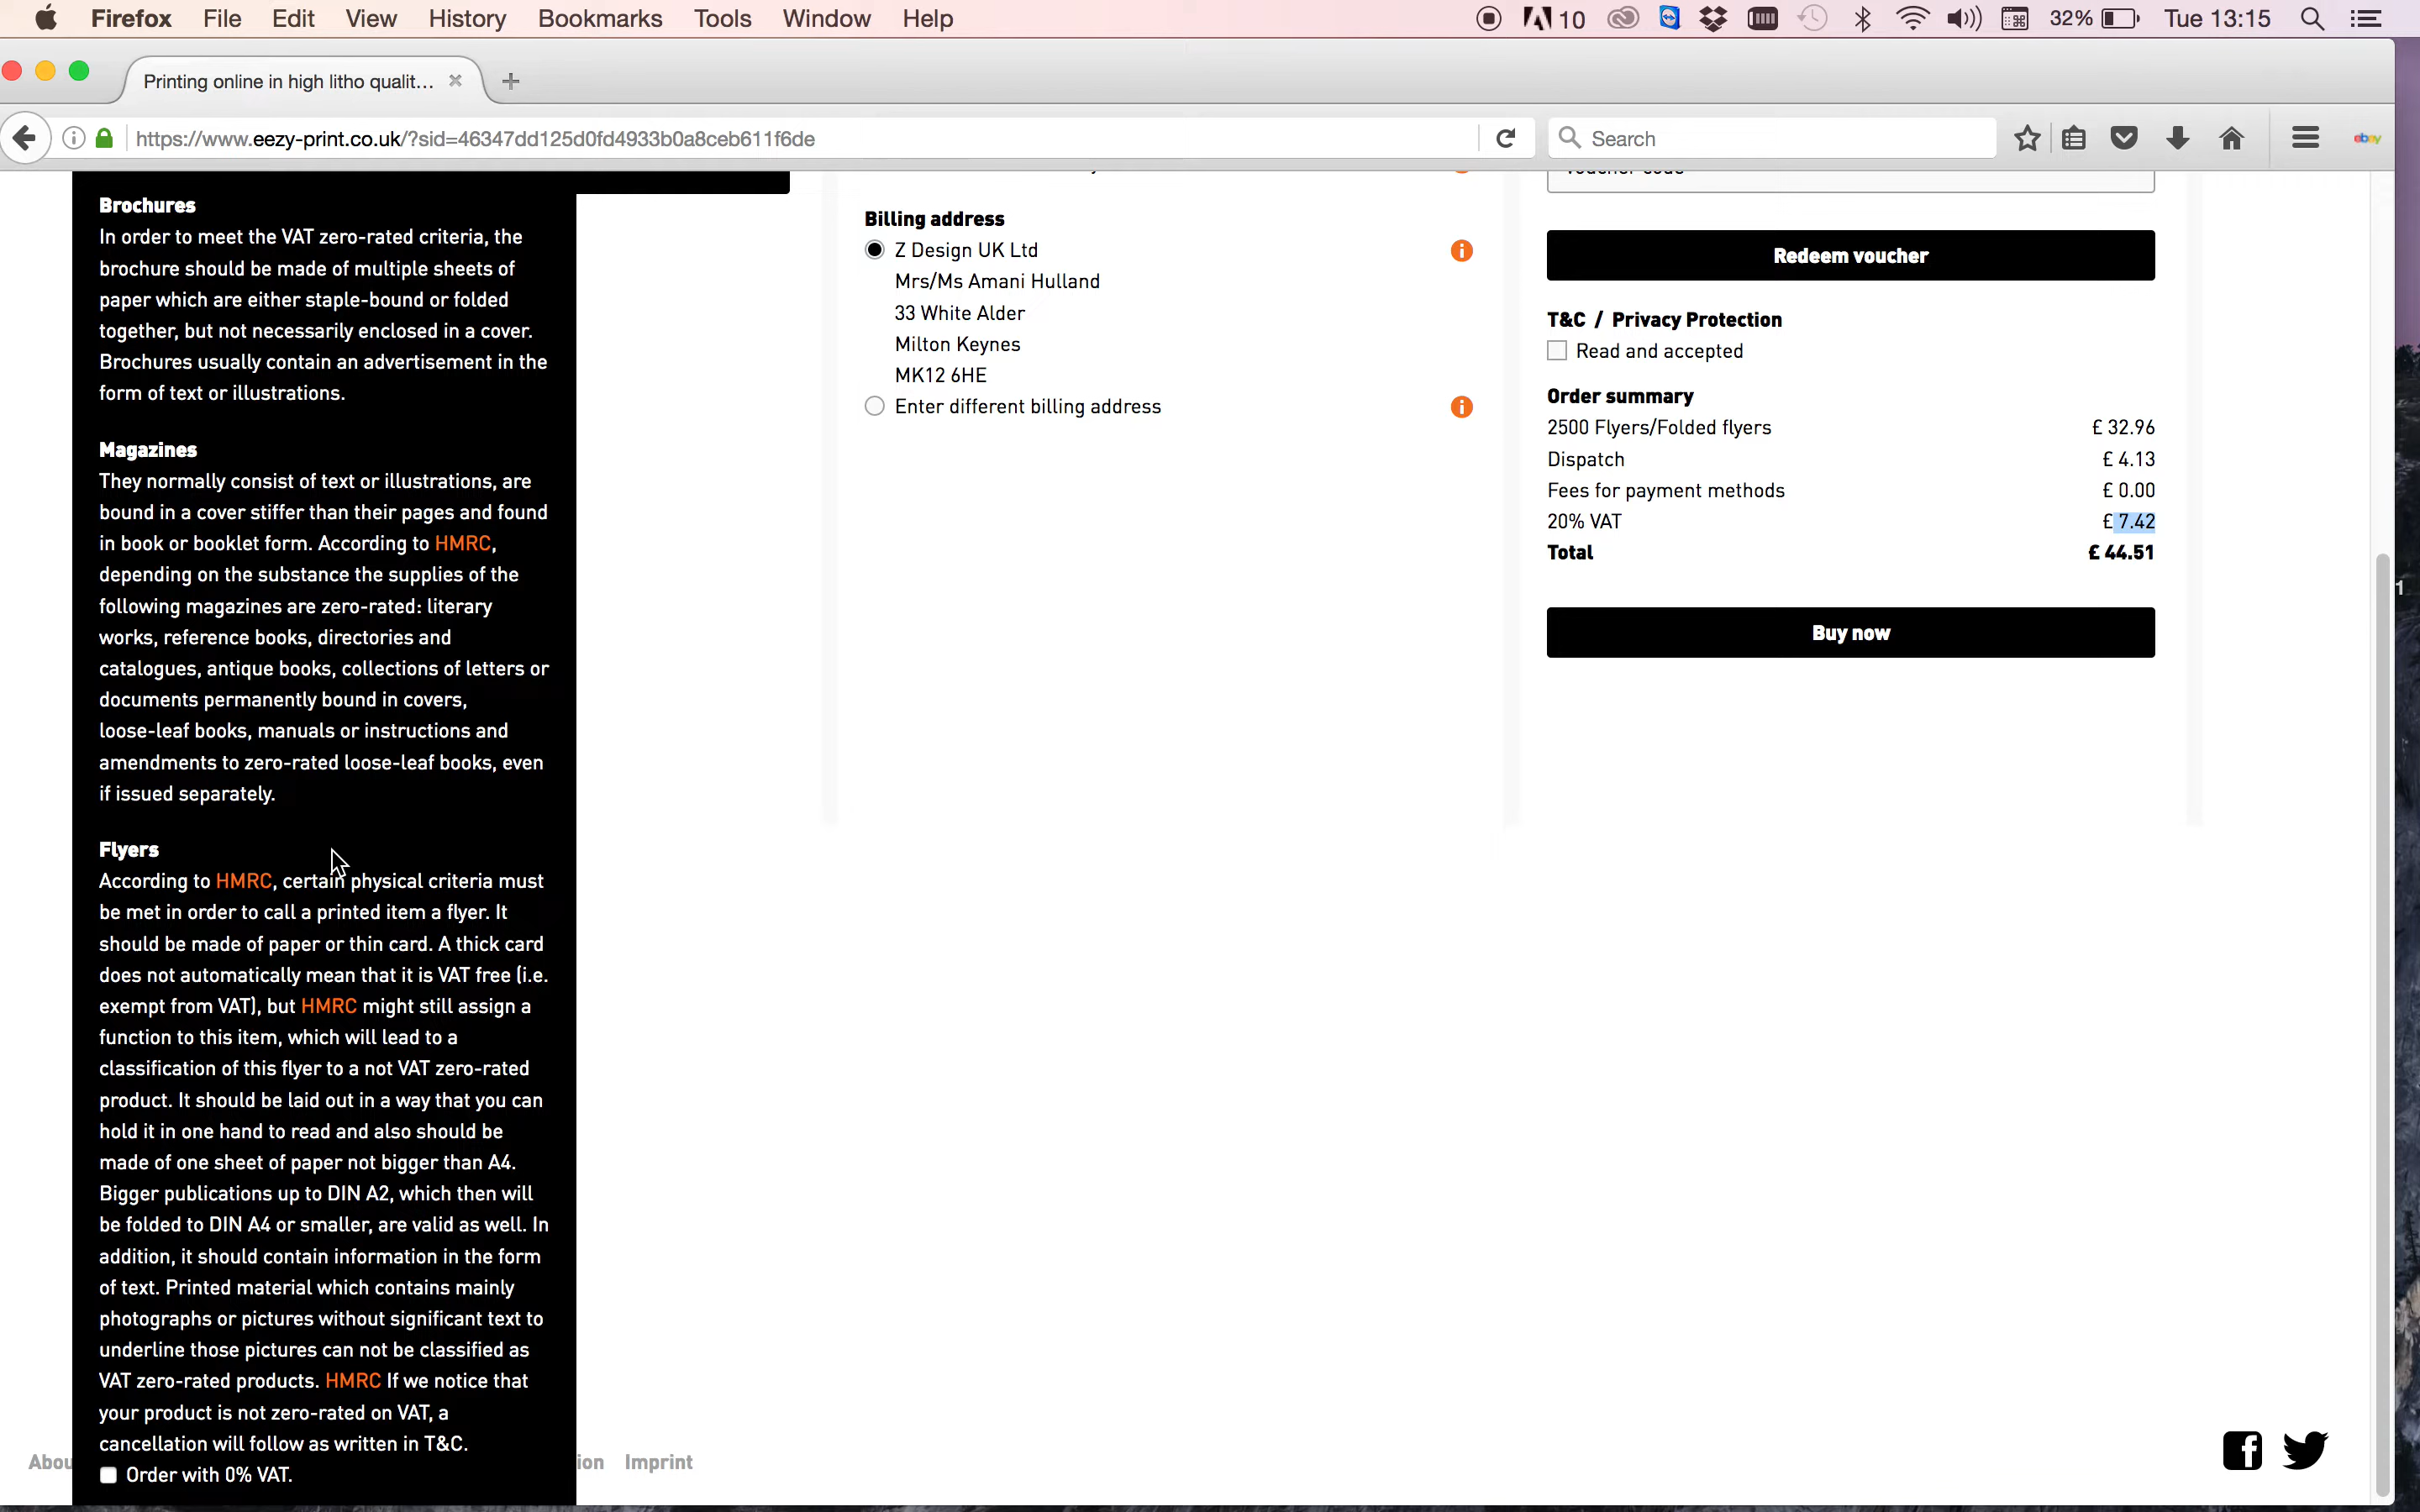 Firefox File Edit View History Bookmarks Tools Window Help 10 32% Tue 13:15
Printing online in high litho qualit...
https://www.eezy-print.co.uk/?sid=46347dd125d0fd4933b0a8ceb611f6de
Search
ebay
Brochures
In order to meet the VAT zero-rated criteria, the
brochure should be made of multiple sheets of
paper which are either staple-bound or folded
together, but not necessarily enclosed in a cover.
Brochures usually contain an advertisement in the
form of text or illustrations.
Magazines
They normally consist of text or illustrations, are
bound in a cover stiffer than their pages and found
in book or booklet form. According to HMRC,
depending on the substance the supplies of the
following magazines are zero-rated: literary
works, reference books, directories and
catalogues, antique books, collections of letters or
documents permanently bound in covers,
loose-leaf books, manuals or instructions and
amendments to zero-rated loose-leaf books, even
if issued separately.
Flyers
According to HMRC, certain physical criteria must
be met in order to call a printed item a flyer. It
should be made of paper or thin card. A thick card
does not automatically mean that it is VAT free (i.e.
exempt from VAT), but HMRC might still assign a
function to this item, which will lead to a
classification of this flyer to a not VAT zero-rated
product. It should be laid out in a way that you can
hold it in one hand to read and also should be
made of one sheet of paper not bigger than A4.
Bigger publications up to DIN A2, which then will
be folded to DIN A4 or smaller, are valid as well. In
addition, it should contain information in the form
of text. Printed material which contains mainly
photographs or pictures without significant text to
underline those pictures can not be classified as
VAT zero-rated products. HMRC If we notice that
your product is not zero-rated on VAT, a
cancellation will follow as written in T&C.
Order with 0% VAT.
Billing address
Z Design UK Ltd
Mrs/Ms Amani Hulland
33 White Alder
Milton Keynes
MK12 6HE
Enter different billing address
Voucher code
Redeem voucher
T&C / Privacy Protection
Read and accepted
Order summary
2500 Flyers/Folded flyers £ 32.96
Dispatch £ 4.13
Fees for payment methods £ 0.00
20% VAT £ 7.42
Total £ 44.51
Buy now
1
Abou
ion Imprint